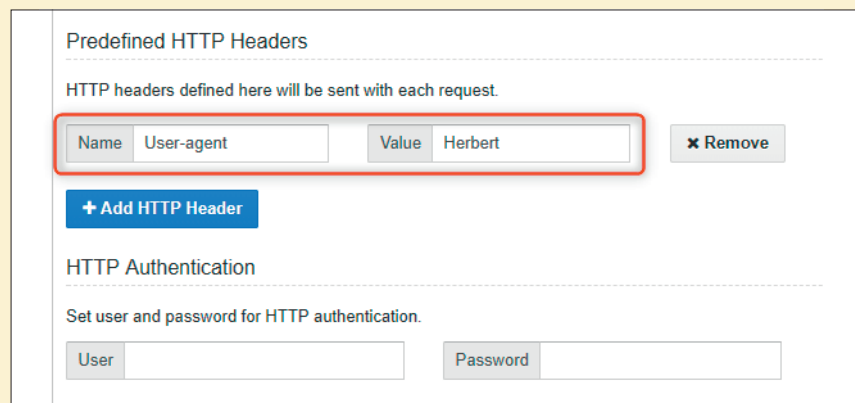 Predefined HTTP Headers
HTTP headers defined here will be sent with each request.
Name User-agent Value Herbert ✖ Remove
+ Add HTTP Header
HTTP Authentication
Set user and password for HTTP authentication.
User Password